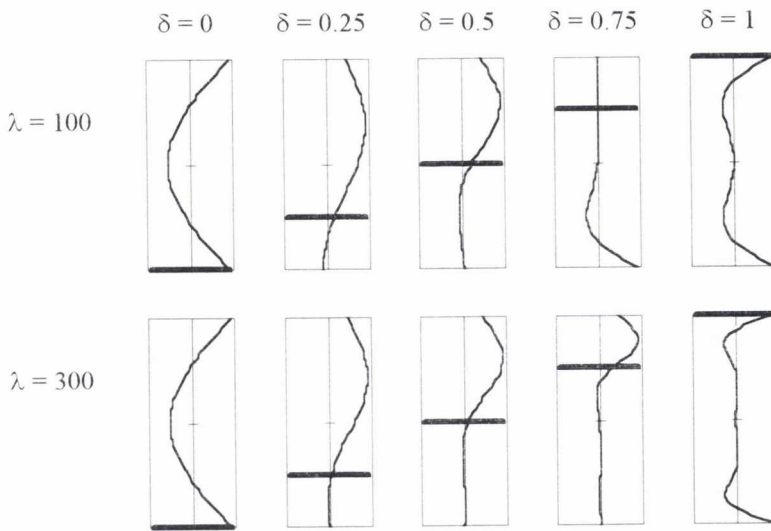 δ = 0 δ = 0.25 δ = 0.5 δ = 0.75 δ = 1
λ = 100
λ = 300